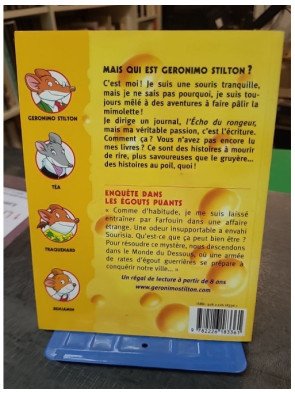 MAIS QUI EST GERONIMO STILTON ?
C'est moi ! Je suis une souris tranquille,
mais je ne sais pas pourquoi, je suis tou-
jours mêlé à des aventures à faire pâlir la
mimolette !
Je dirige un journal, l'Écho du rongeur,
mais ma véritable passion, c'est l'écriture.
Comment ça ? Vous n'avez pas encore lu
mes livres ? Ce sont des histoires à mourir
de rire, plus savoureuses que le gruyère...
des histoires au poil, quoi !
GERONIMO STILTON
TÉA
TRAQUENARD
BENJAMIN
ENQUÊTE DANS
LES ÉGOUTS PUANTS
« Comme d'habitude, je me suis laissé
entraîner par Farfouin dans une affaire
étrange. Une odeur insupportable a envahi
Sourisia. Qu'est-ce que ça peut bien être ?
Pour résoudre ce mystère, nous descendons
dans le Monde du Dessous, où une armée
de rates d'égout guerrières se prépare à
conquérir notre ville... »
Un régal de lecture à partir de 8 ans
www.geronimostilton.com